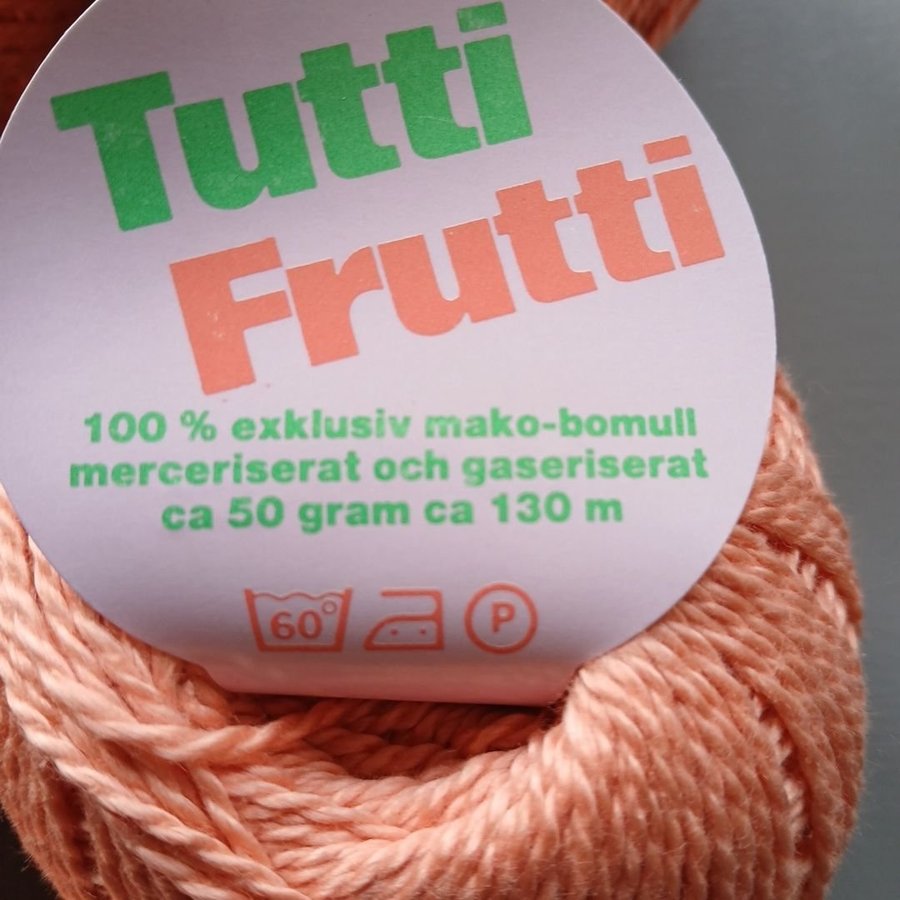 Tutti
Frutti
100 % exklusiv mako-bomull
merceriserat och gaseriserat
ca 50 gram ca 130 m
60° P